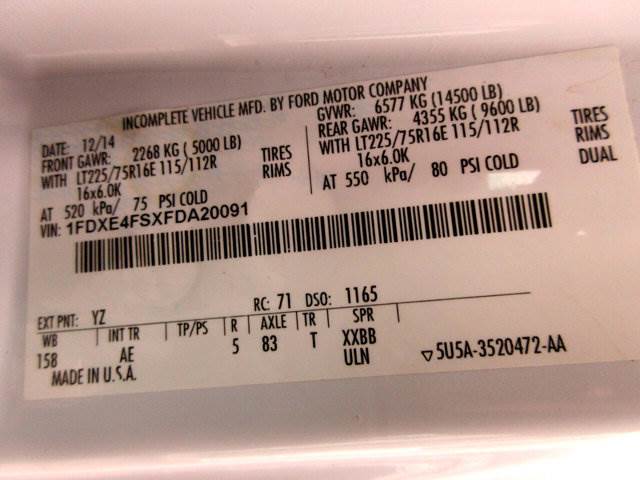 INCOMPLETE VEHICLE MFD. BY FORD MOTOR COMPANY
DATE: 12/14 GVWR: 6577 KG (14500 LB)
FRONT GAWR: 2268 KG (5000 LB) REAR GAWR: 4355 KG (9600 LB)
WITH LT225/75R16E 115/112R TIRES WITH LT225/75R16E 115/112R TIRES
16x6.0K RIMS 16x6.0K RIMS
AT 520 kPa/ 75 PSI COLD AT 550 kPa/ 80 PSI COLD DUAL
VIN: 1FDXE4FSXFDA20091
EXT PNT: YZ RC: 71 DSO: 1165
WB INT TR TP/PS R AXLE TR SPR
158 AE 5 83 T XXBB
MADE IN U.S.A. ULN ▽5U5A-3520472-AA